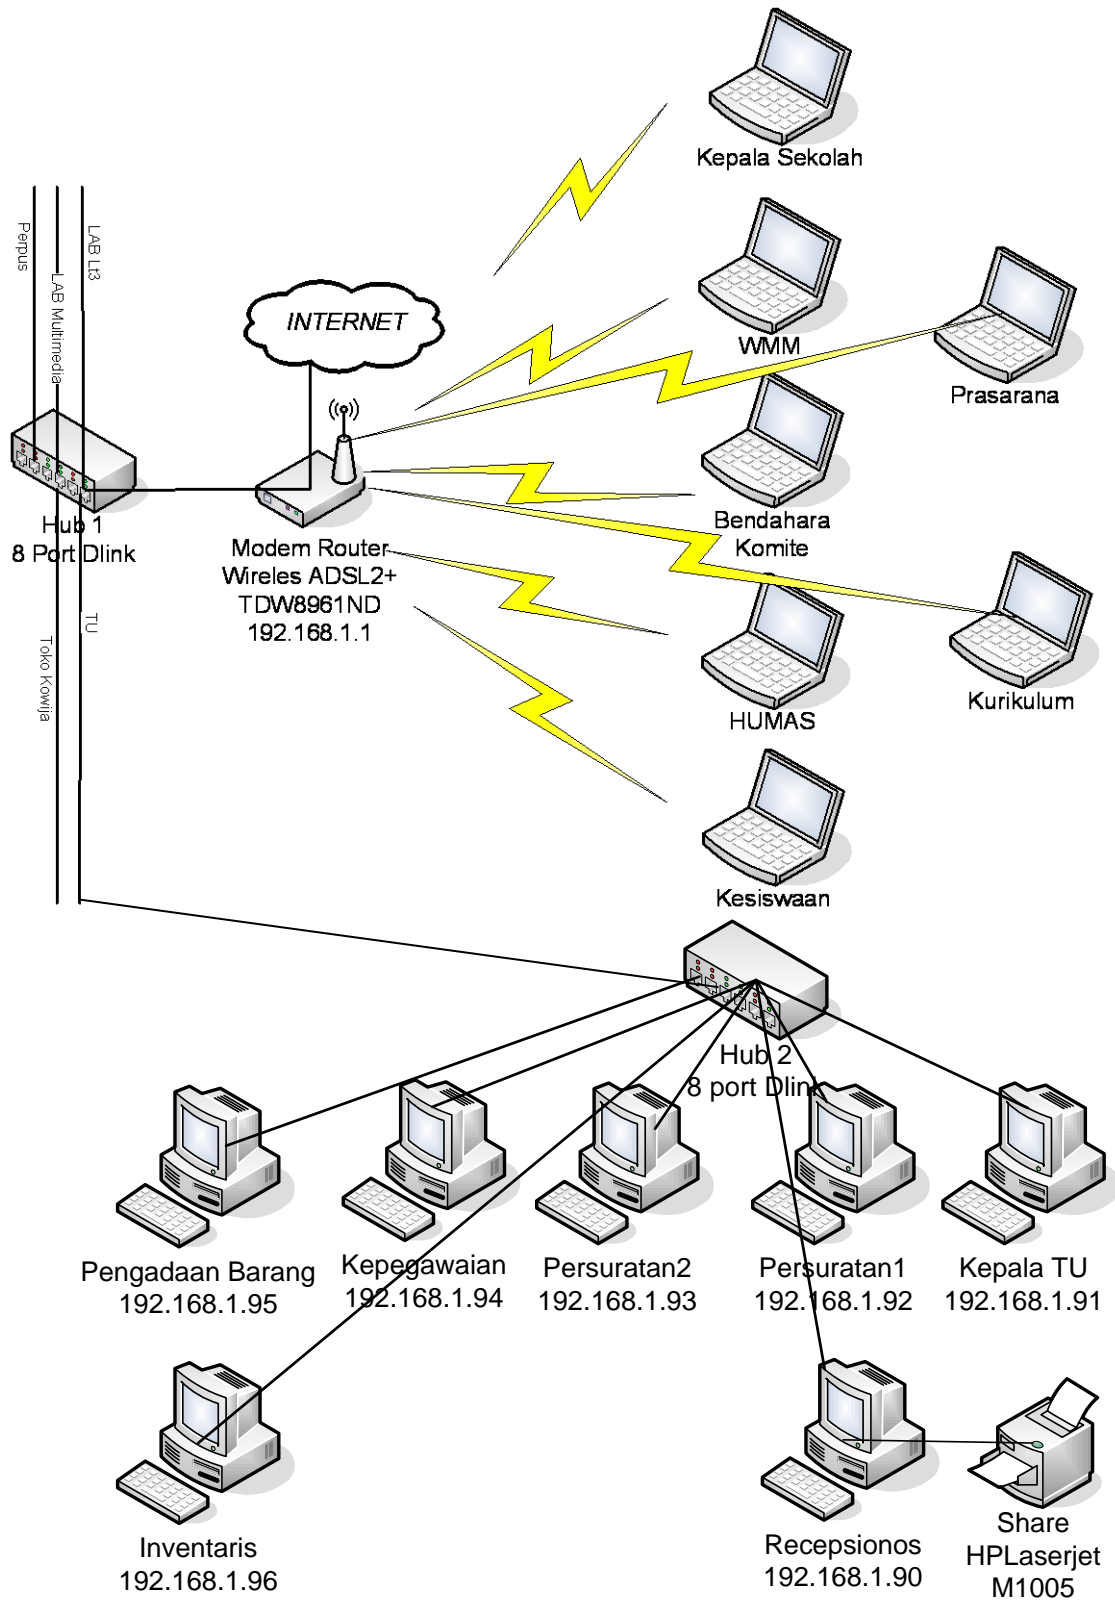 Kepala Sekolah
Perpus
LAB Multimedia
LAB Lt3
INTERNET
WMM
Prasarana
Hub 1
8 Port Dlink
Modem Router
Wireles ADSL2+
TDW8961ND
192.168.1.1
Bendahara
Komite
Toko Kowija
TU
HUMAS
Kurikulum
Kesiswaan
Hub 2
8 port Dlink
Pengadaan Barang
192.168.1.95
Kepegawaian
192.168.1.94
Persuratan2
192.168.1.93
Persuratan1
192.168.1.92
Kepala TU
192.168.1.91
Inventaris
192.168.1.96
Recepsionos
192.168.1.90
Share
HPLaserjet
M1005